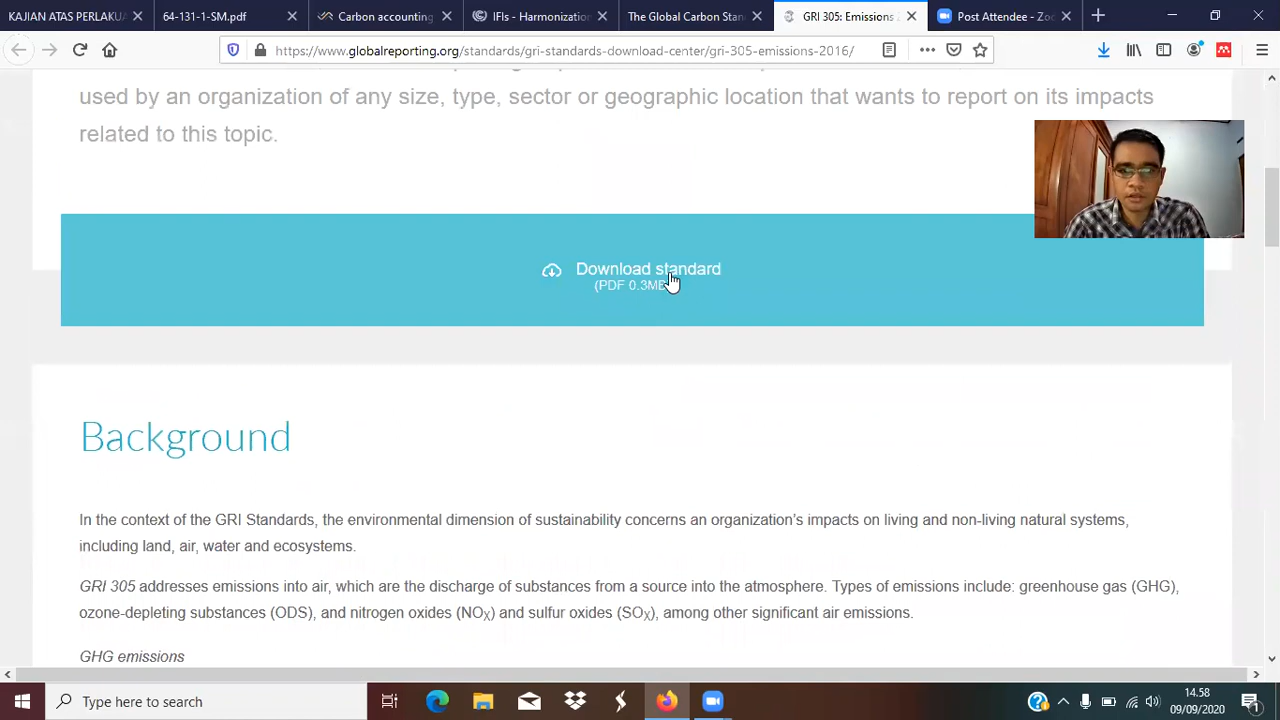 KAJIAN ATAS PERLAKU
64-131-1-SM.pdf
Carbon accounting
IFIs - Harmonization
The Global Carbon Stan
GRI 305: Emissions
Post Attendee - Zo
https://www.globalreporting.org/standards/gri-standards-download-center/gri-305-emissions-2016/
used by an organization of any size, type, sector or geographic location that wants to report on its impacts
related to this topic.
Download standard
(PDF 0.3MB
Background
In the context of the GRI Standards, the environmental dimension of sustainability concerns an organization’s impacts on living and non-living natural systems,
including land, air, water and ecosystems.
GRI 305 addresses emissions into air, which are the discharge of substances from a source into the atmosphere. Types of emissions include: greenhouse gas (GHG),
ozone-depleting substances (ODS), and nitrogen oxides (NOX) and sulfur oxides (SOX), among other significant air emissions.
GHG emissions
Type here to search
14.58
09/09/2020